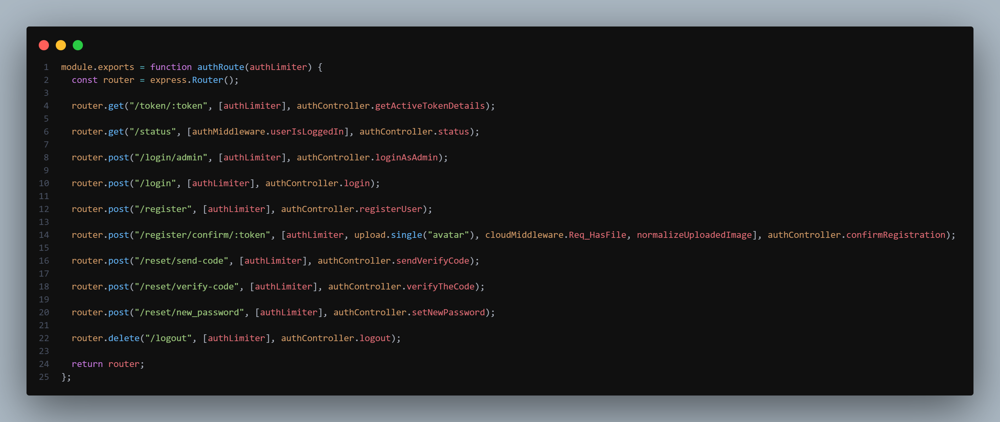 1 module.exports = function authRoute(authLimiter) {
2   const router = express.Router();
3
4   router.get("/token/:token", [authLimiter], authController.getActiveTokenDetails);
5
6   router.get("/status", [authMiddleware.userIsLoggedIn], authController.status);
7
8   router.post("/login/admin", [authLimiter], authController.loginAsAdmin);
9
10   router.post("/login", [authLimiter], authController.login);
11
12   router.post("/register", [authLimiter], authController.registerUser);
13
14   router.post("/register/confirm/:token", [authLimiter, upload.single("avatar"), cloudMiddleware.Req_HasFile, normalizeUploadedImage], authController.confirmRegistration);
15
16   router.post("/reset/send-code", [authLimiter], authController.sendVerifyCode);
17
18   router.post("/reset/verify-code", [authLimiter], authController.verifyTheCode);
19
20   router.post("/reset/new_password", [authLimiter], authController.setNewPassword);
21
22   router.delete("/logout", [authLimiter], authController.logout);
23
24   return router;
25 };